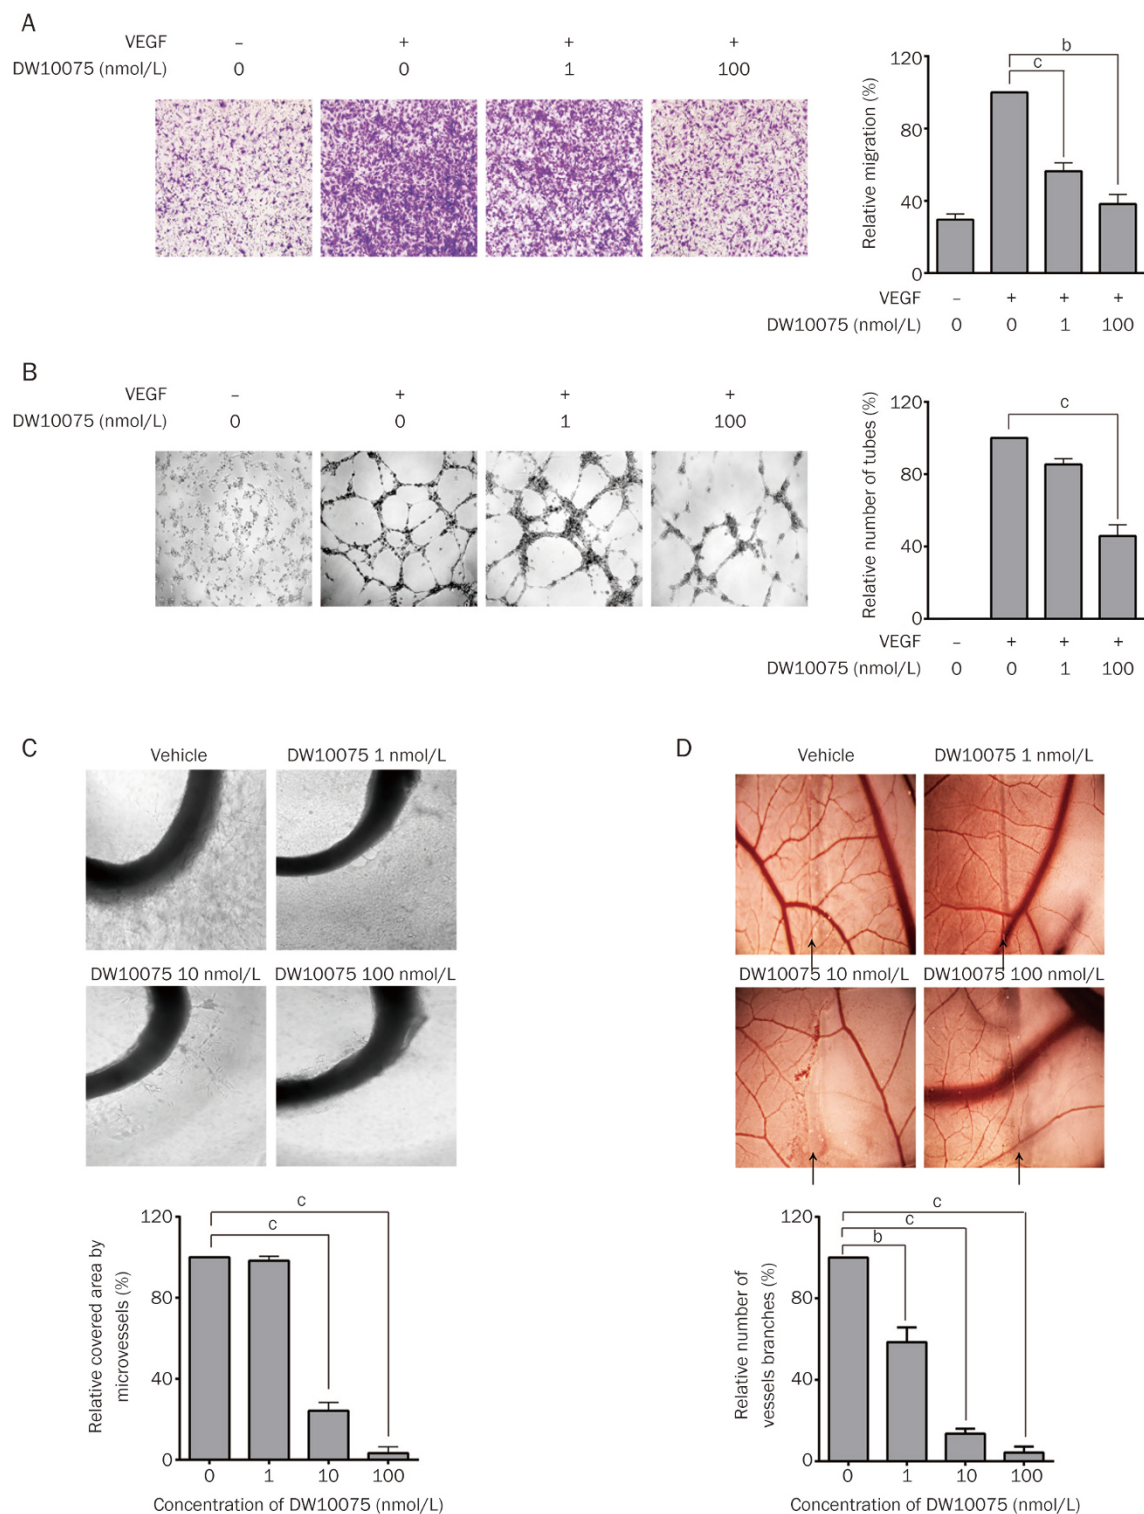 A
VEGF – + + +
DW10075 (nmol/L) 0 0 1 100
b
c
120
80
40
0
Relative migration (%)
VEGF – + + +
DW10075 (nmol/L) 0 0 1 100
B
VEGF – + + +
DW10075 (nmol/L) 0 0 1 100
c
120
80
40
0
Relative number of tubes (%)
VEGF – + + +
DW10075 (nmol/L) 0 0 1 100
C
Vehicle DW10075 1 nmol/L
DW10075 10 nmol/L DW10075 100 nmol/L
c
c
120
80
40
0
Relative covered area by
microvessels (%)
0 1 10 100
Concentration of DW10075 (nmol/L)
D
Vehicle DW10075 1 nmol/L
DW10075 10 nmol/L DW10075 100 nmol/L
c
c
b
120
80
40
0
Relative number of
vessels branches (%)
0 1 10 100
Concentration of DW10075 (nmol/L)